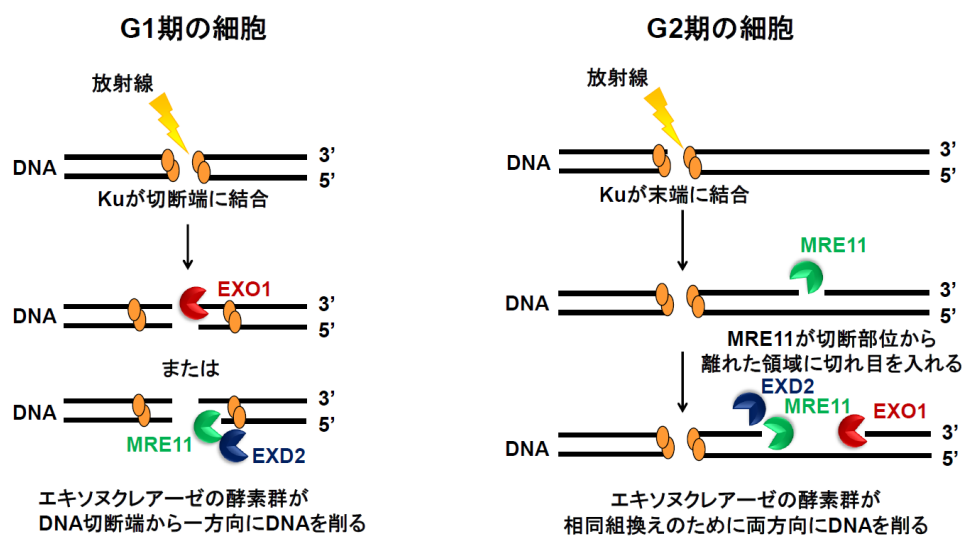 G1期の細胞
放射線
DNA
3’
5’
Kuが切断端に結合
EXO1
DNA
3’
5’
または
DNA
3’
5’
MRE11
EXD2
エキソヌクレアーゼの酵素群が
DNA切断端から一方向にDNAを削る
G2期の細胞
放射線
DNA
3’
5’
Kuが末端に結合
MRE11
DNA
3’
5’
MRE11が切断部位から
離れた領域に切れ目を入れる
EXD2
MRE11
EXO1
DNA
3’
5’
エキソヌクレアーゼの酵素群が
相同組換えのために両方向にDNAを削る